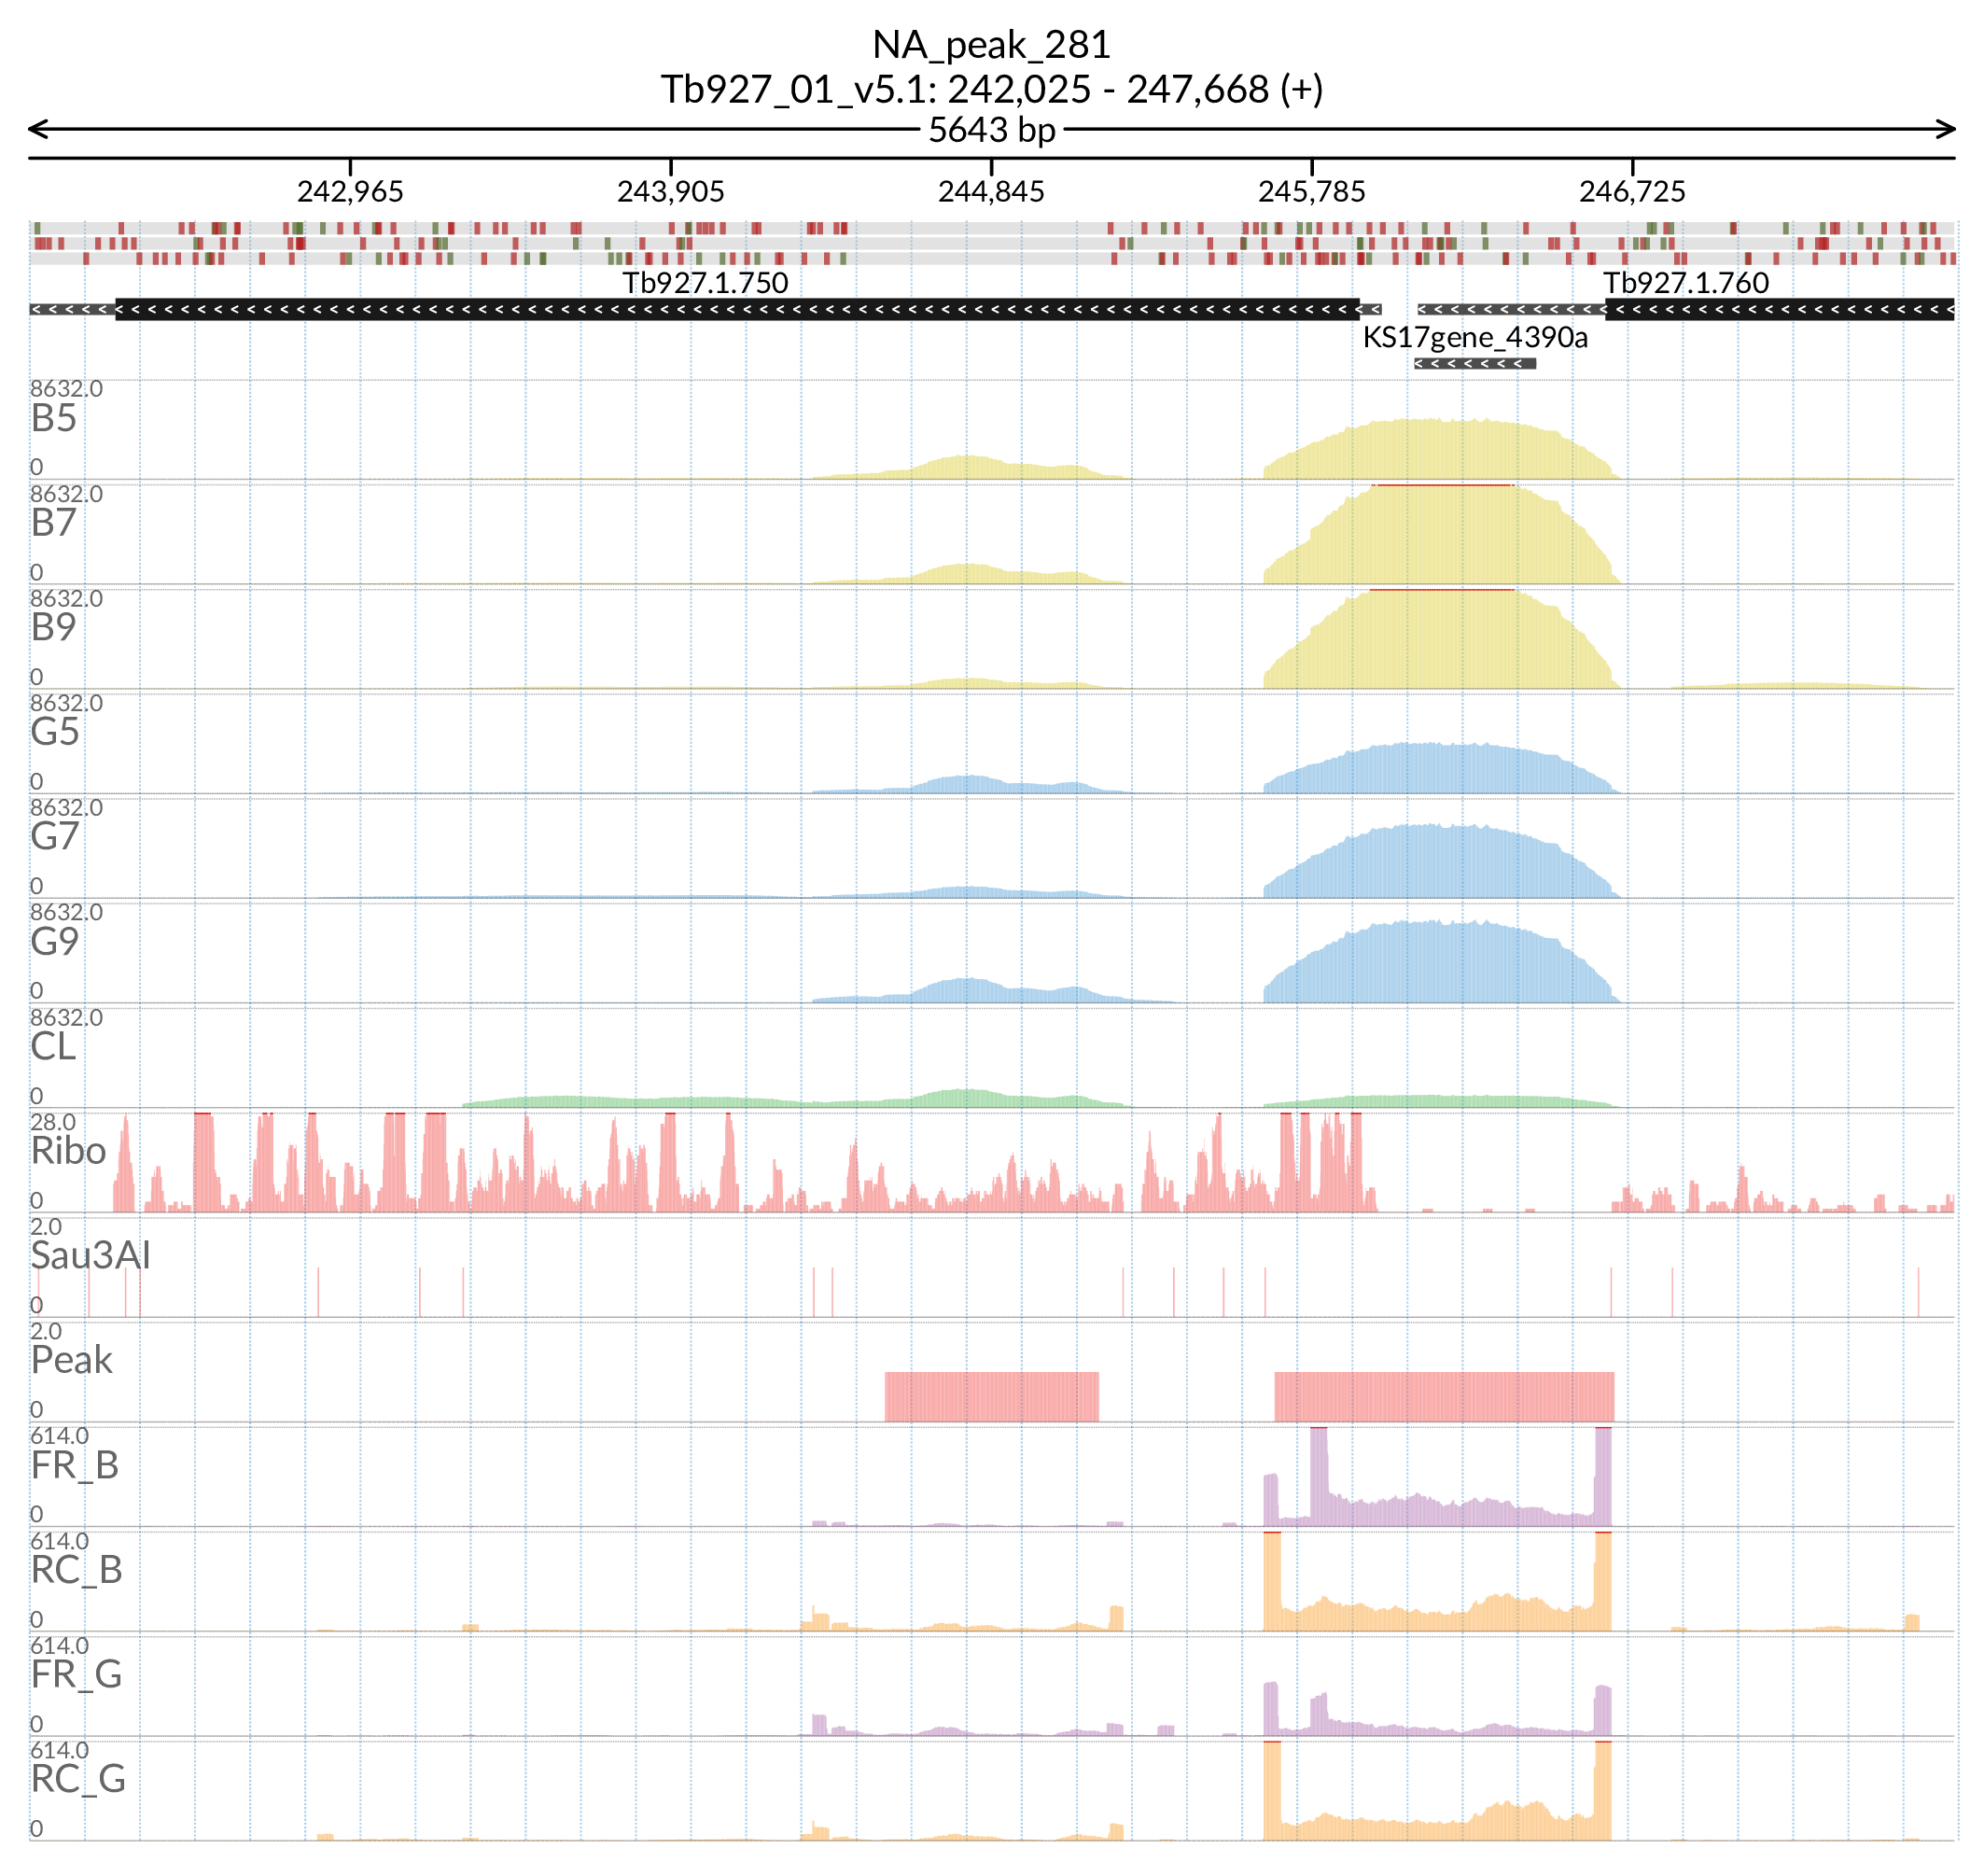 NA_peak_281
Tb927_01_v5.1: 242,025 - 247,668 (+)
5643 bp
242,965 243,905 244,845 245,785 246,725
Tb927.1.750 Tb927.1.760
KS17gene_4390a
8632.0
B5
0
8632.0
B7
0
8632.0
B9
0
8632.0
G5
0
8632.0
G7
0
8632.0
G9
0
8632.0
CL
0
28.0
Ribo
0
2.0
Sau3AI
0
2.0
Peak
0
614.0
FR_B
0
614.0
RC_B
0
614.0
FR_G
0
614.0
RC_G
0